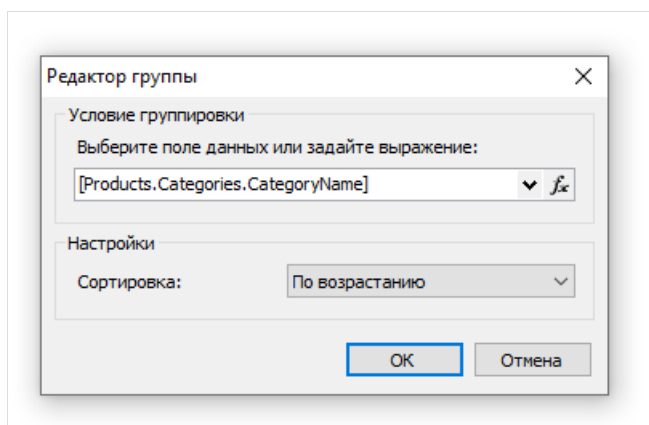 Редактор группы
Условие группировки
Выберите поле данных или задайте выражение:
[Products.Categories.CategoryName]
fx
Настройки
Сортировка: По возрастанию
OK Отмена